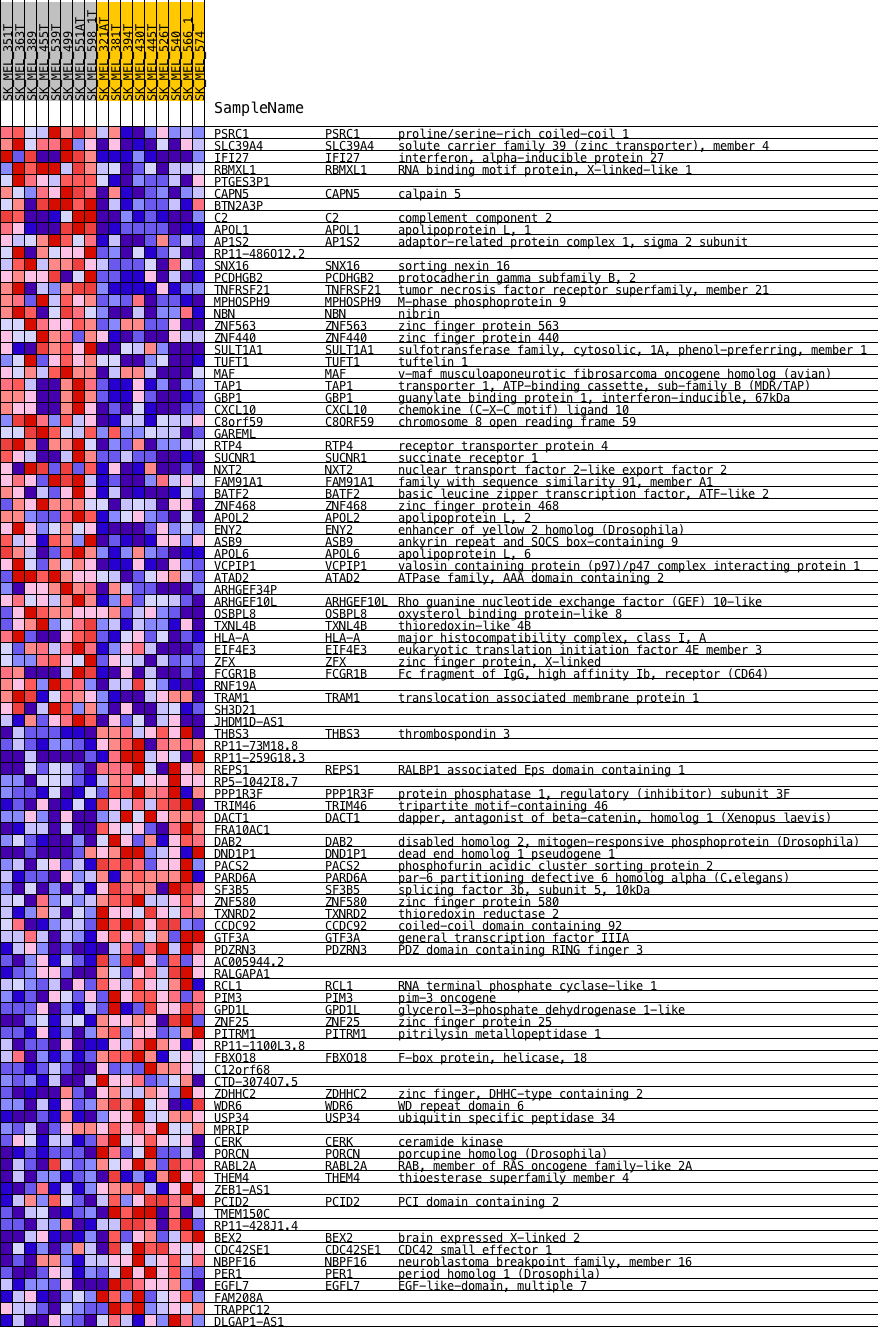 SK_MEL_351T
SK_MEL_363T
SK_MEL_389
SK_MEL_455T
SK_MEL_539T
SK_MEL_499
SK_MEL_551AT
SK_MEL_598_1T
SK_MEL_321AT
SK_MEL_381T
SK_MEL_394T
SK_MEL_430T
SK_MEL_445T
SK_MEL_526T
SK_MEL_540
SK_MEL_566_1
SK_MEL_574
SampleName
PSRC1 PSRC1 proline/serine-rich coiled-coil 1
SLC39A4 SLC39A4 solute carrier family 39 (zinc transporter), member 4
IFI27 IFI27 interferon, alpha-inducible protein 27
RBMXL1 RBMXL1 RNA binding motif protein, X-linked-like 1
PTGES3P1
CAPN5 CAPN5 calpain 5
BTN2A3P
C2 C2 complement component 2
APOL1 APOL1 apolipoprotein L, 1
AP1S2 AP1S2 adaptor-related protein complex 1, sigma 2 subunit
RP11-486O12.2
SNX16 SNX16 sorting nexin 16
PCDHGB2 PCDHGB2 protocadherin gamma subfamily B, 2
TNFRSF21 TNFRSF21 tumor necrosis factor receptor superfamily, member 21
MPHOSPH9 MPHOSPH9 M-phase phosphoprotein 9
NBN NBN nibrin
ZNF563 ZNF563 zinc finger protein 563
ZNF440 ZNF440 zinc finger protein 440
SULT1A1 SULT1A1 sulfotransferase family, cytosolic, 1A, phenol-preferring, member 1
TUFT1 TUFT1 tuftelin 1
MAF MAF v-maf musculoaponeurotic fibrosarcoma oncogene homolog (avian)
TAP1 TAP1 transporter 1, ATP-binding cassette, sub-family B (MDR/TAP)
GBP1 GBP1 guanylate binding protein 1, interferon-inducible, 67kDa
CXCL10 CXCL10 chemokine (C-X-C motif) ligand 10
C8orf59 C8ORF59 chromosome 8 open reading frame 59
GAREML
RTP4 RTP4 receptor transporter protein 4
SUCNR1 SUCNR1 succinate receptor 1
NXT2 NXT2 nuclear transport factor 2-like export factor 2
FAM91A1 FAM91A1 family with sequence similarity 91, member A1
BATF2 BATF2 basic leucine zipper transcription factor, ATF-like 2
ZNF468 ZNF468 zinc finger protein 468
APOL2 APOL2 apolipoprotein L, 2
ENY2 ENY2 enhancer of yellow 2 homolog (Drosophila)
ASB9 ASB9 ankyrin repeat and SOCS box-containing 9
APOL6 APOL6 apolipoprotein L, 6
VCPIP1 VCPIP1 valosin containing protein (p97)/p47 complex interacting protein 1
ATAD2 ATAD2 ATPase family, AAA domain containing 2
ARHGEF34P
ARHGEF10L ARHGEF10L Rho guanine nucleotide exchange factor (GEF) 10-like
OSBPL8 OSBPL8 oxysterol binding protein-like 8
TXNL4B TXNL4B thioredoxin-like 4B
HLA-A HLA-A major histocompatibility complex, class I, A
EIF4E3 EIF4E3 eukaryotic translation initiation factor 4E member 3
ZFX ZFX zinc finger protein, X-linked
FCGR1B FCGR1B Fc fragment of IgG, high affinity Ib, receptor (CD64)
RNF19A
TRAM1 TRAM1 translocation associated membrane protein 1
SH3D21
JHDM1D-AS1
THBS3 THBS3 thrombospondin 3
RP11-73M18.8
RP11-259G18.3
REPS1 REPS1 RALBP1 associated Eps domain containing 1
RP5-1042I8.7
PPP1R3F PPP1R3F protein phosphatase 1, regulatory (inhibitor) subunit 3F
TRIM46 TRIM46 tripartite motif-containing 46
DACT1 DACT1 dapper, antagonist of beta-catenin, homolog 1 (Xenopus laevis)
FRA10AC1
DAB2 DAB2 disabled homolog 2, mitogen-responsive phosphoprotein (Drosophila)
DND1P1 DND1P1 dead end homolog 1 pseudogene 1
PACS2 PACS2 phosphofurin acidic cluster sorting protein 2
PARD6A PARD6A par-6 partitioning defective 6 homolog alpha (C.elegans)
SF3B5 SF3B5 splicing factor 3b, subunit 5, 10kDa
ZNF580 ZNF580 zinc finger protein 580
TXNRD2 TXNRD2 thioredoxin reductase 2
CCDC92 CCDC92 coiled-coil domain containing 92
GTF3A GTF3A general transcription factor IIIA
PDZRN3 PDZRN3 PDZ domain containing RING finger 3
AC005944.2
RALGAPA1
RCL1 RCL1 RNA terminal phosphate cyclase-like 1
PIM3 PIM3 pim-3 oncogene
GPD1L GPD1L glycerol-3-phosphate dehydrogenase 1-like
ZNF25 ZNF25 zinc finger protein 25
PITRM1 PITRM1 pitrilysin metallopeptidase 1
RP11-1100L3.8
FBXO18 FBXO18 F-box protein, helicase, 18
C12orf68
CTD-3074O7.5
ZDHHC2 ZDHHC2 zinc finger, DHHC-type containing 2
WDR6 WDR6 WD repeat domain 6
USP34 USP34 ubiquitin specific peptidase 34
MPRIP
CERK CERK ceramide kinase
PORCN PORCN porcupine homolog (Drosophila)
RABL2A RABL2A RAB, member of RAS oncogene family-like 2A
THEM4 THEM4 thioesterase superfamily member 4
ZEB1-AS1
PCID2 PCID2 PCI domain containing 2
TMEM150C
RP11-428J1.4
BEX2 BEX2 brain expressed X-linked 2
CDC42SE1 CDC42SE1 CDC42 small effector 1
NBPF16 NBPF16 neuroblastoma breakpoint family, member 16
PER1 PER1 period homolog 1 (Drosophila)
EGFL7 EGFL7 EGF-like-domain, multiple 7
FAM208A
TRAPPC12
DLGAP1-AS1